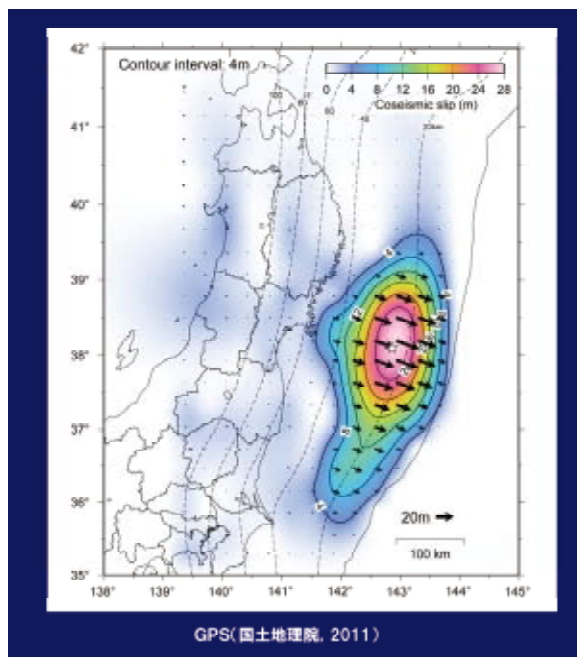 Contour interval: 4m
0 4 8 12 16 20 24 28
Coseismic slip (m)
42°
41°
40°
39°
38°
37°
36°
35°
20m
100 km
138° 139° 140° 141° 142° 143° 144° 145°
GPS(国土地理院, 2011)